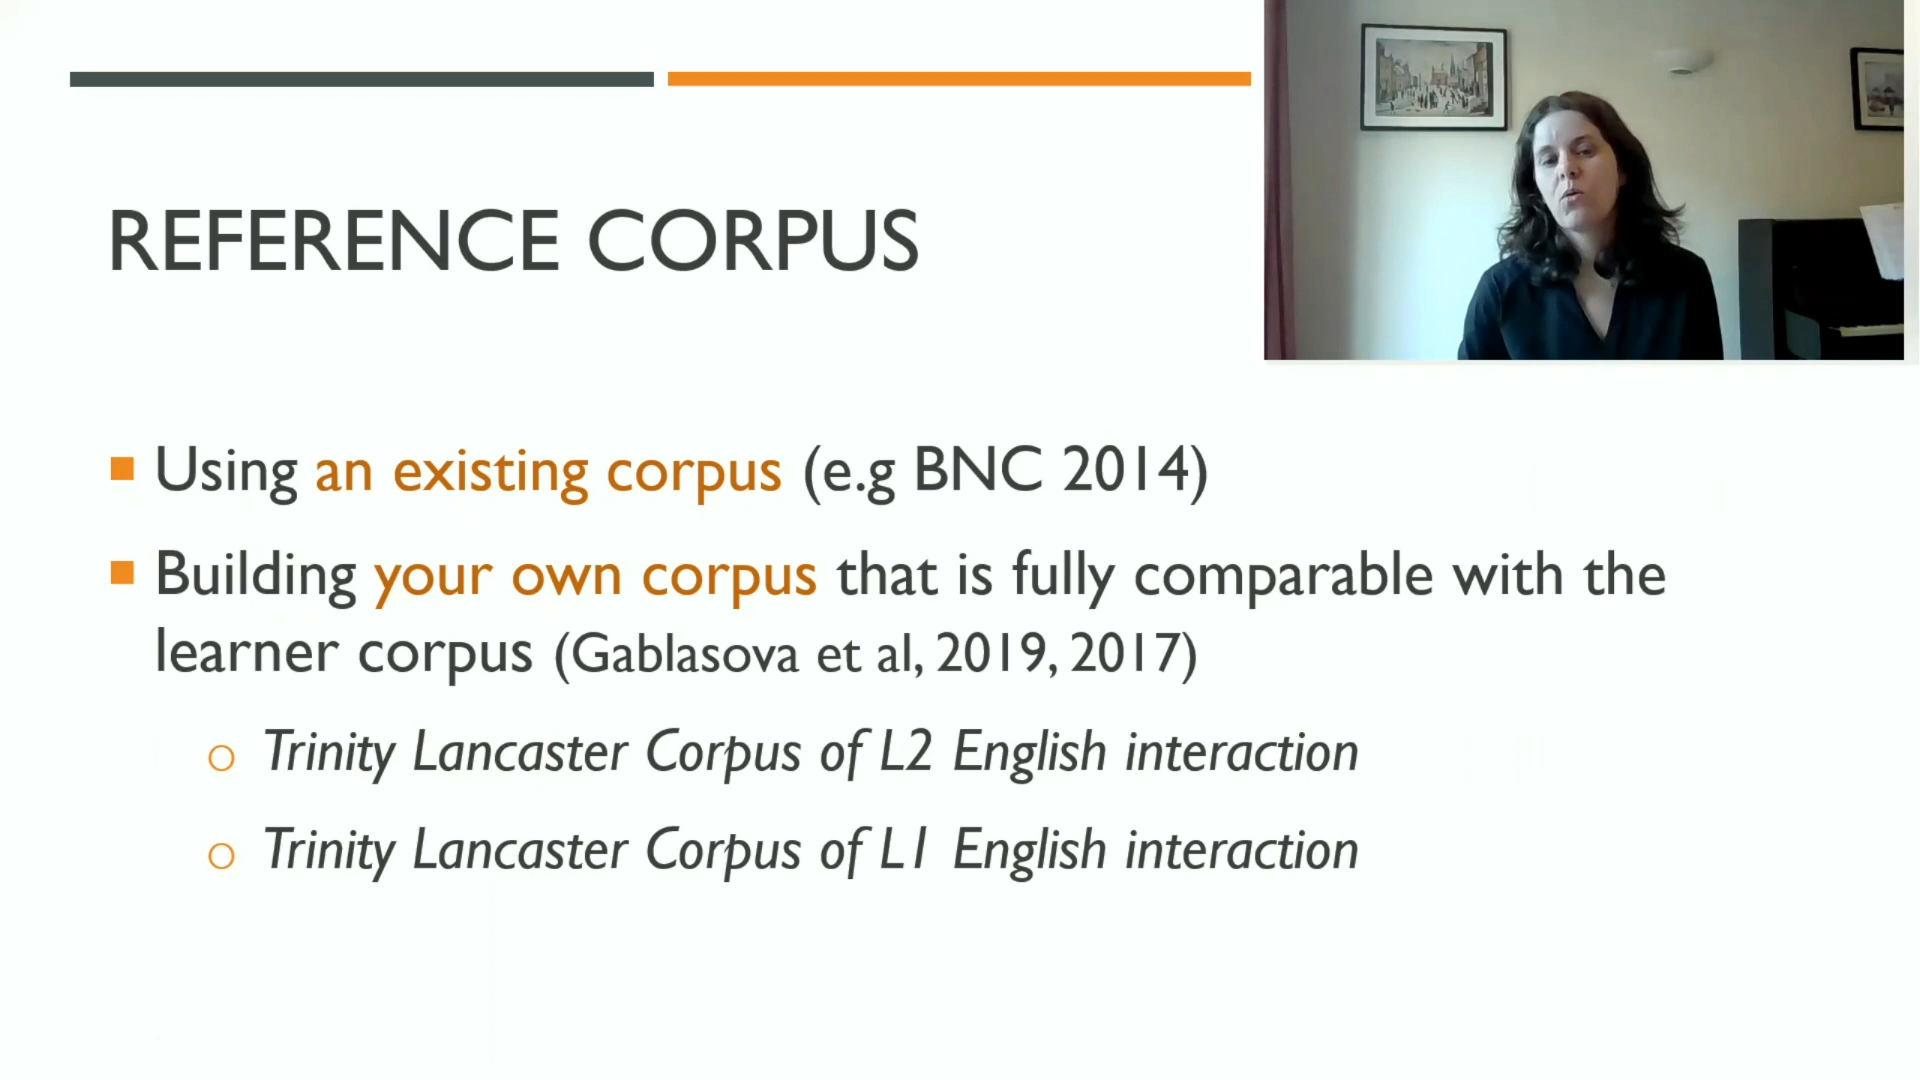 REFERENCE CORPUS
Using an existing corpus (e.g BNC 2014)
Building your own corpus that is fully comparable with the
learner corpus (Gablasova et al, 2019, 2017)
Trinity Lancaster Corpus of L2 English interaction
Trinity Lancaster Corpus of L1 English interaction